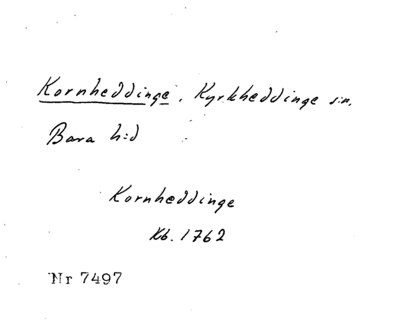 Kornheddinge, Kyrkheddinge sn.
Bara h:d
Kornheddinge
Kb. 1762
Nr 7497